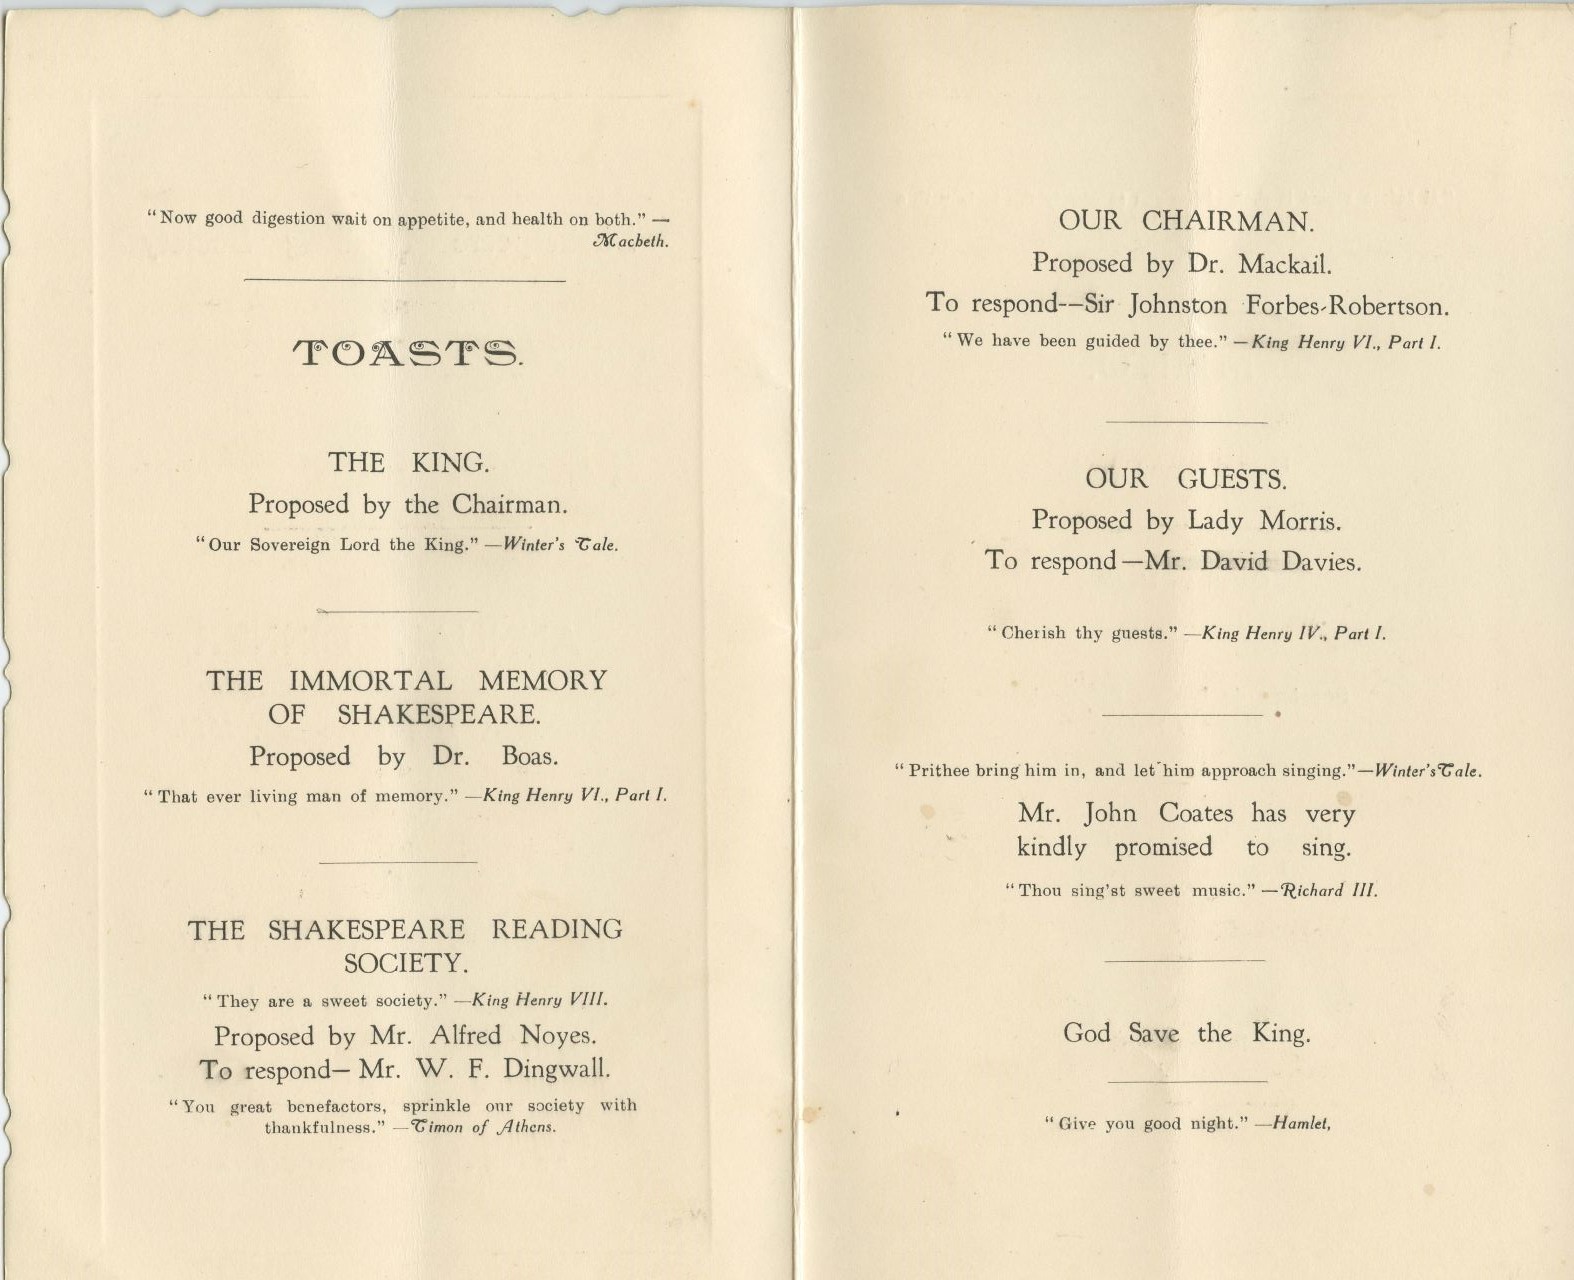 “Now good digestion wait on appetite, and health on both.” —
Macbeth.
TOASTS.
THE KING.
Proposed by the Chairman.
“Our Sovereign Lord the King.” —Winter's Tale.
THE IMMORTAL MEMORY
OF SHAKESPEARE.
Proposed by Dr. Boas.
“That ever living man of memory.” —King Henry VI., Part I.
THE SHAKESPEARE READING
SOCIETY.
“They are a sweet society.” —King Henry VIII.
Proposed by Mr. Alfred Noyes.
To respond— Mr. W. F. Dingwall.
“You great benefactors, sprinkle our society with
thankfulness.” —Timon of Athens.
OUR CHAIRMAN.
Proposed by Dr. Mackail.
To respond--Sir Johnston Forbes-Robertson.
“We have been guided by thee.” —King Henry VI., Part I.
OUR GUESTS.
Proposed by Lady Morris.
To respond—Mr. David Davies.
“Cherish thy guests.” —King Henry IV., Part I.
“Prithee bring him in, and let him approach singing.”—Winter's Tale.
Mr. John Coates has very
kindly promised to sing.
“Thou sing'st sweet music.” —Richard III.
God Save the King.
“Give you good night.” —Hamlet,